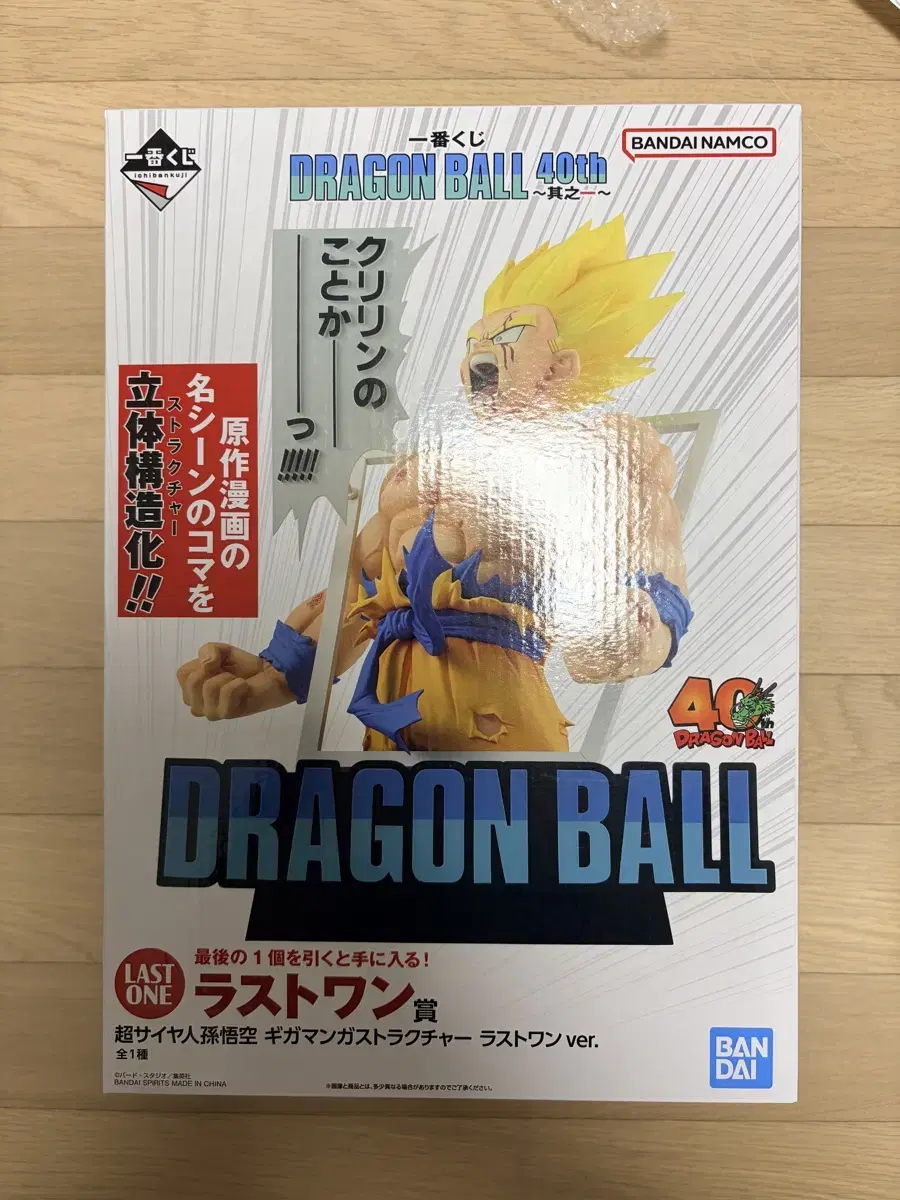 一番くじ
ichibankuji
一番くじ
DRAGON BALL 40th
～其之一～
BANDAI NAMCO
クリリンの
ことか――
――っ!!!!!
原作漫画の
名シーンのコマを
ストラクチャー
立体構造化!!
40th
DRAGON BALL
DRAGON BALL
LAST
ONE
最後の1個を引くと手に入る!
ラストワン賞
超サイヤ人孫悟空 ギガマンガストラクチャー ラストワンver.
全1種
©バード・スタジオ／集英社
BANDAI SPIRITS MADE IN CHINA
※画像と商品とは、多少異なる場合がありますのでご了承ください。
BAN
DAI